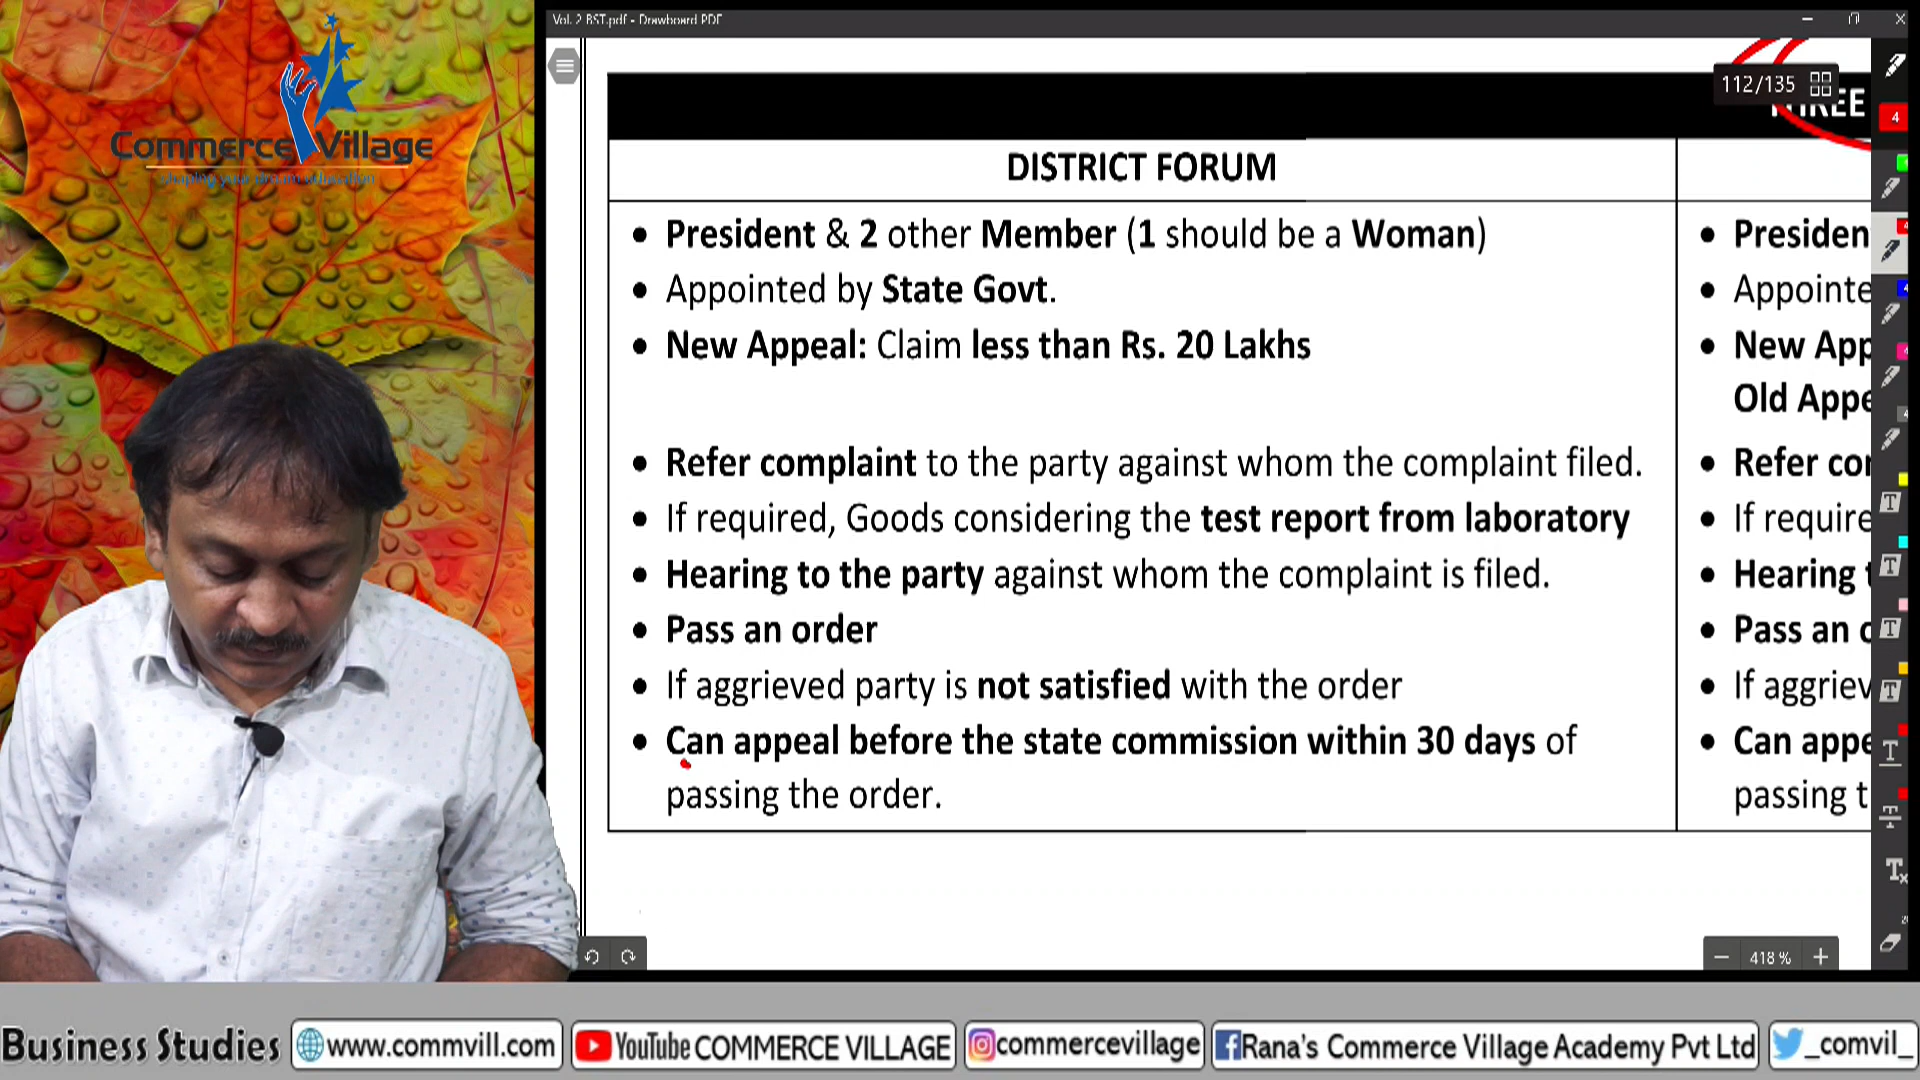 Commerce Village
shaping your dream education
Vol. 2 BST.pdf - Drawboard PDF
112/135
THREE
DISTRICT FORUM
• President & 2 other Member (1 should be a Woman)
• Appointed by State Govt.
• New Appeal: Claim less than Rs. 20 Lakhs
• Refer complaint to the party against whom the complaint filed.
• If required, Goods considering the test report from laboratory
• Hearing to the party against whom the complaint is filed.
• Pass an order
• If aggrieved party is not satisfied with the order
• Can appeal before the state commission within 30 days of
passing the order.
• Presiden
• Appointe
• New App
Old Appe
• Refer co
• If require
• Hearing
• Pass an
• If aggriev
• Can appe
passing t
418 %
Business Studies
www.commvill.com
YouTube COMMERCE VILLAGE
commercevillage
Rana's Commerce Village Academy Pvt Ltd
_comvil_